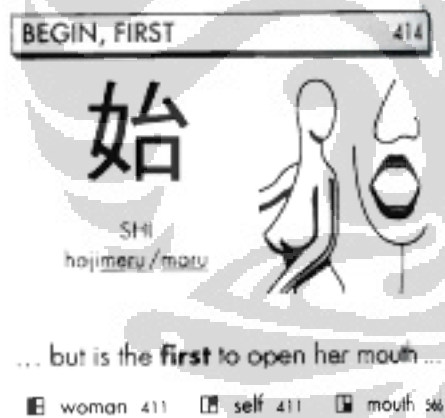 BEGIN, FIRST 414
始
SHI
hajimeru/maru
... but is the first to open her mouth ...
woman 411 self 411 mouth 566